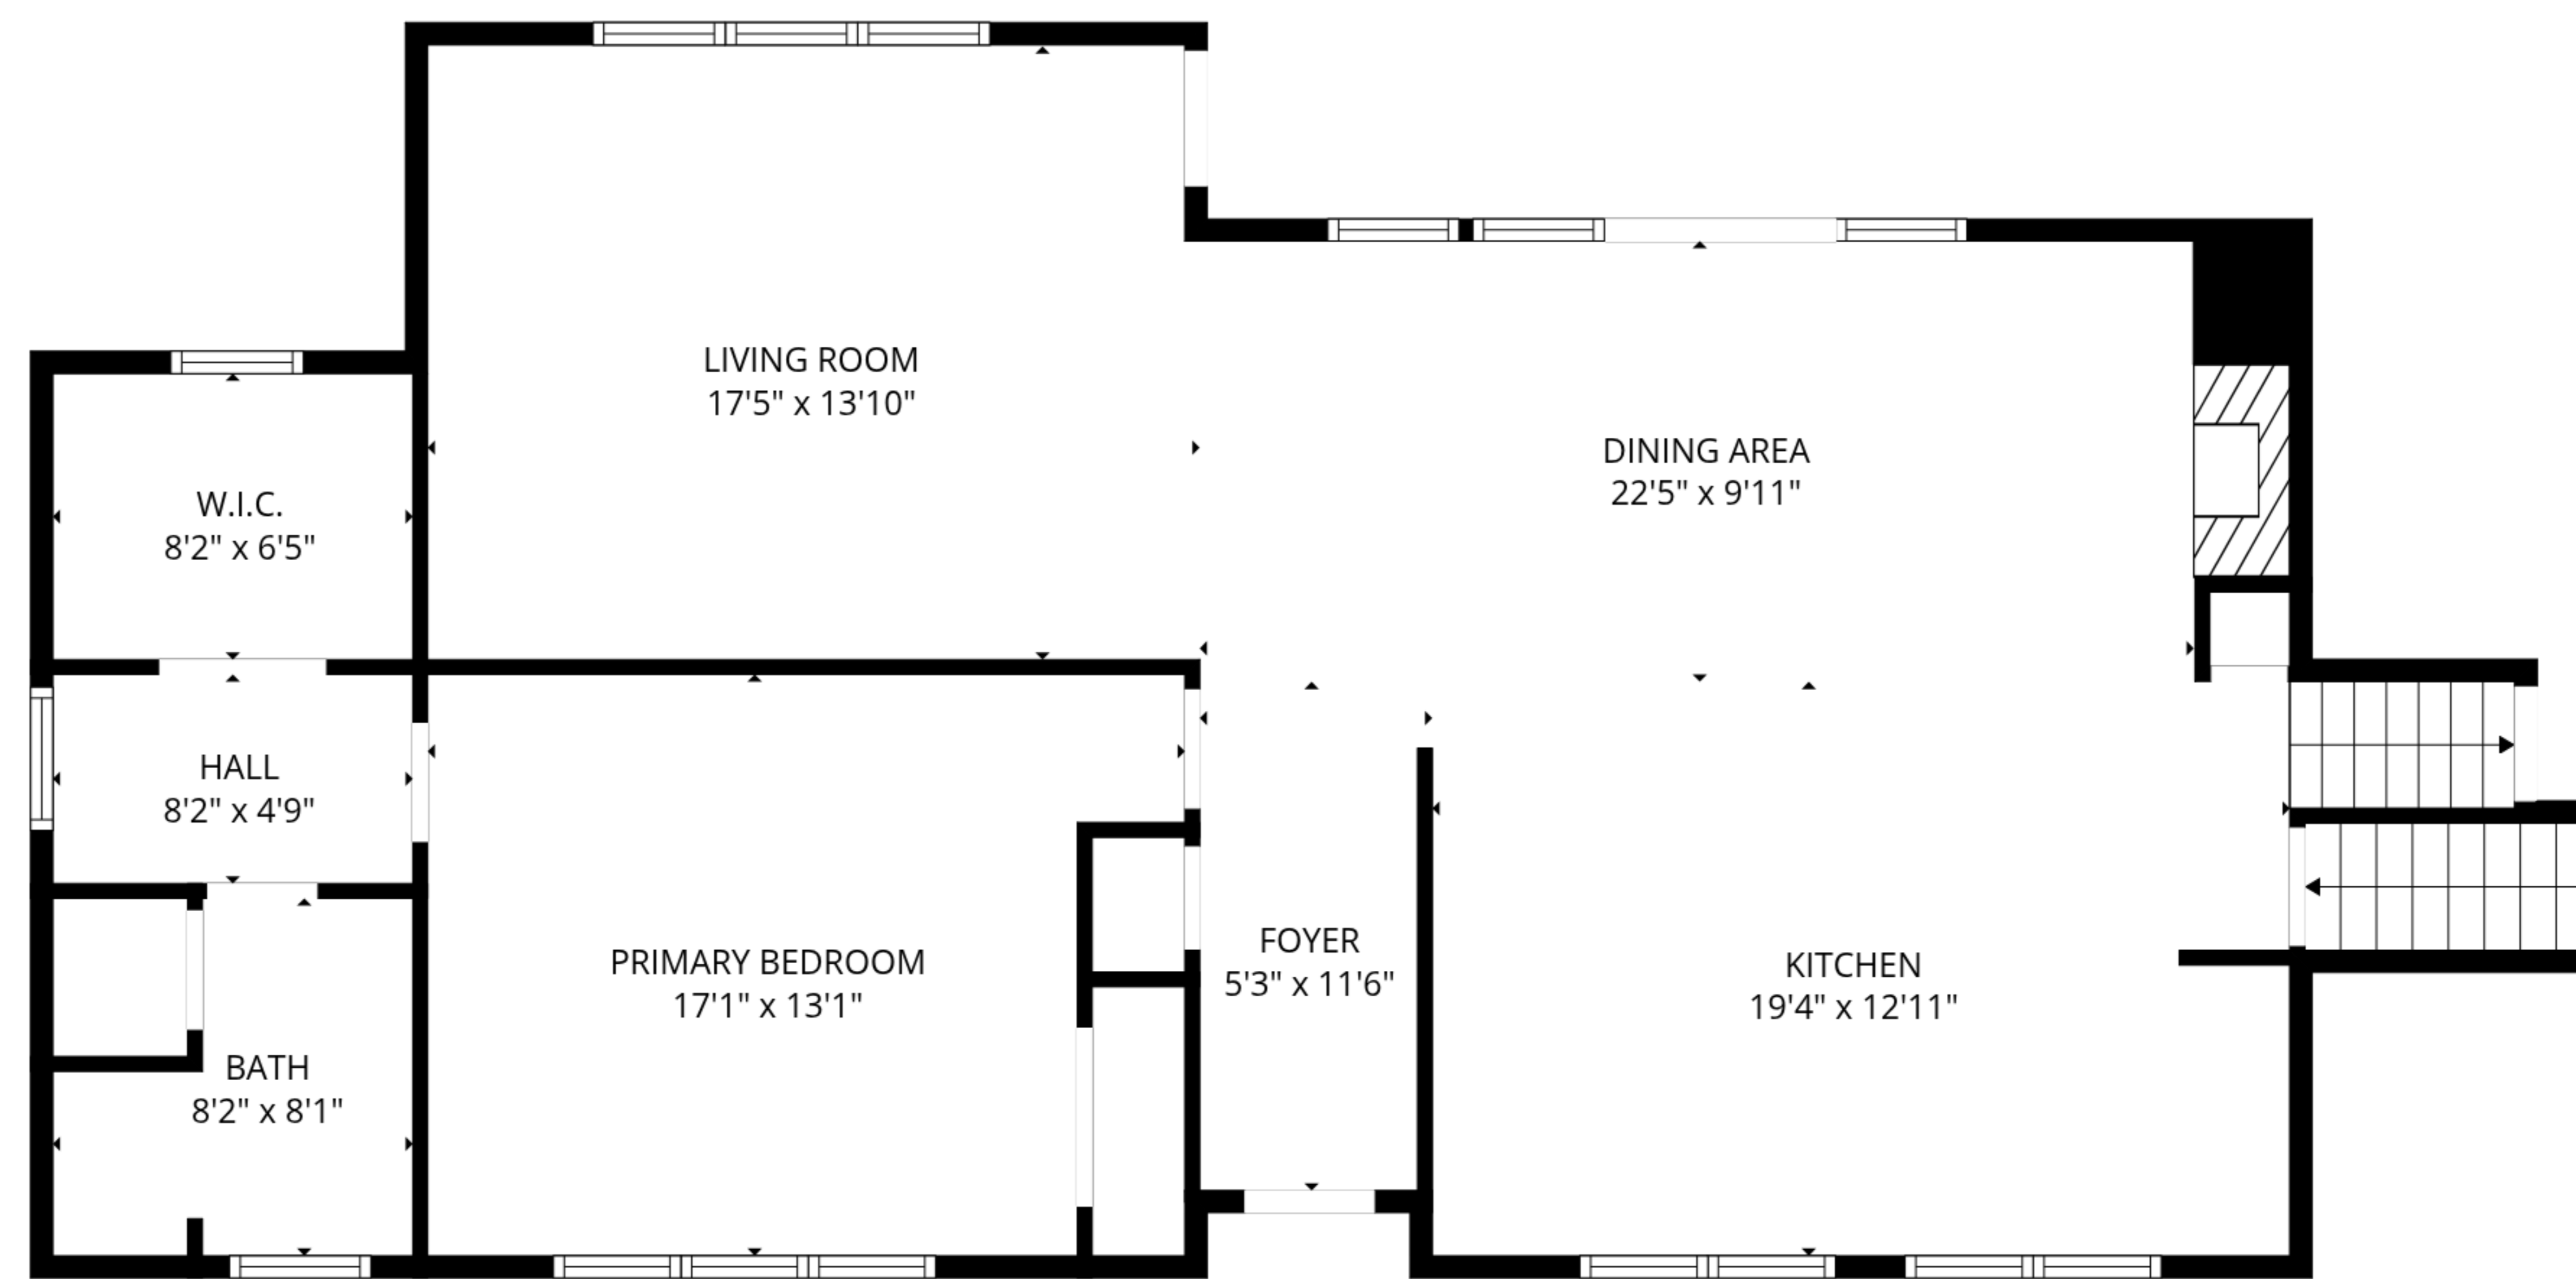 LIVING ROOM
17'5" x 13'10"
DINING AREA
22'5" x 9'11"
W.I.C.
8'2" x 6'5"
HALL
8'2" x 4'9"
PRIMARY BEDROOM
17'1" x 13'1"
FOYER
5'3" x 11'6"
KITCHEN
19'4" x 12'11"
BATH
8'2" x 8'1"